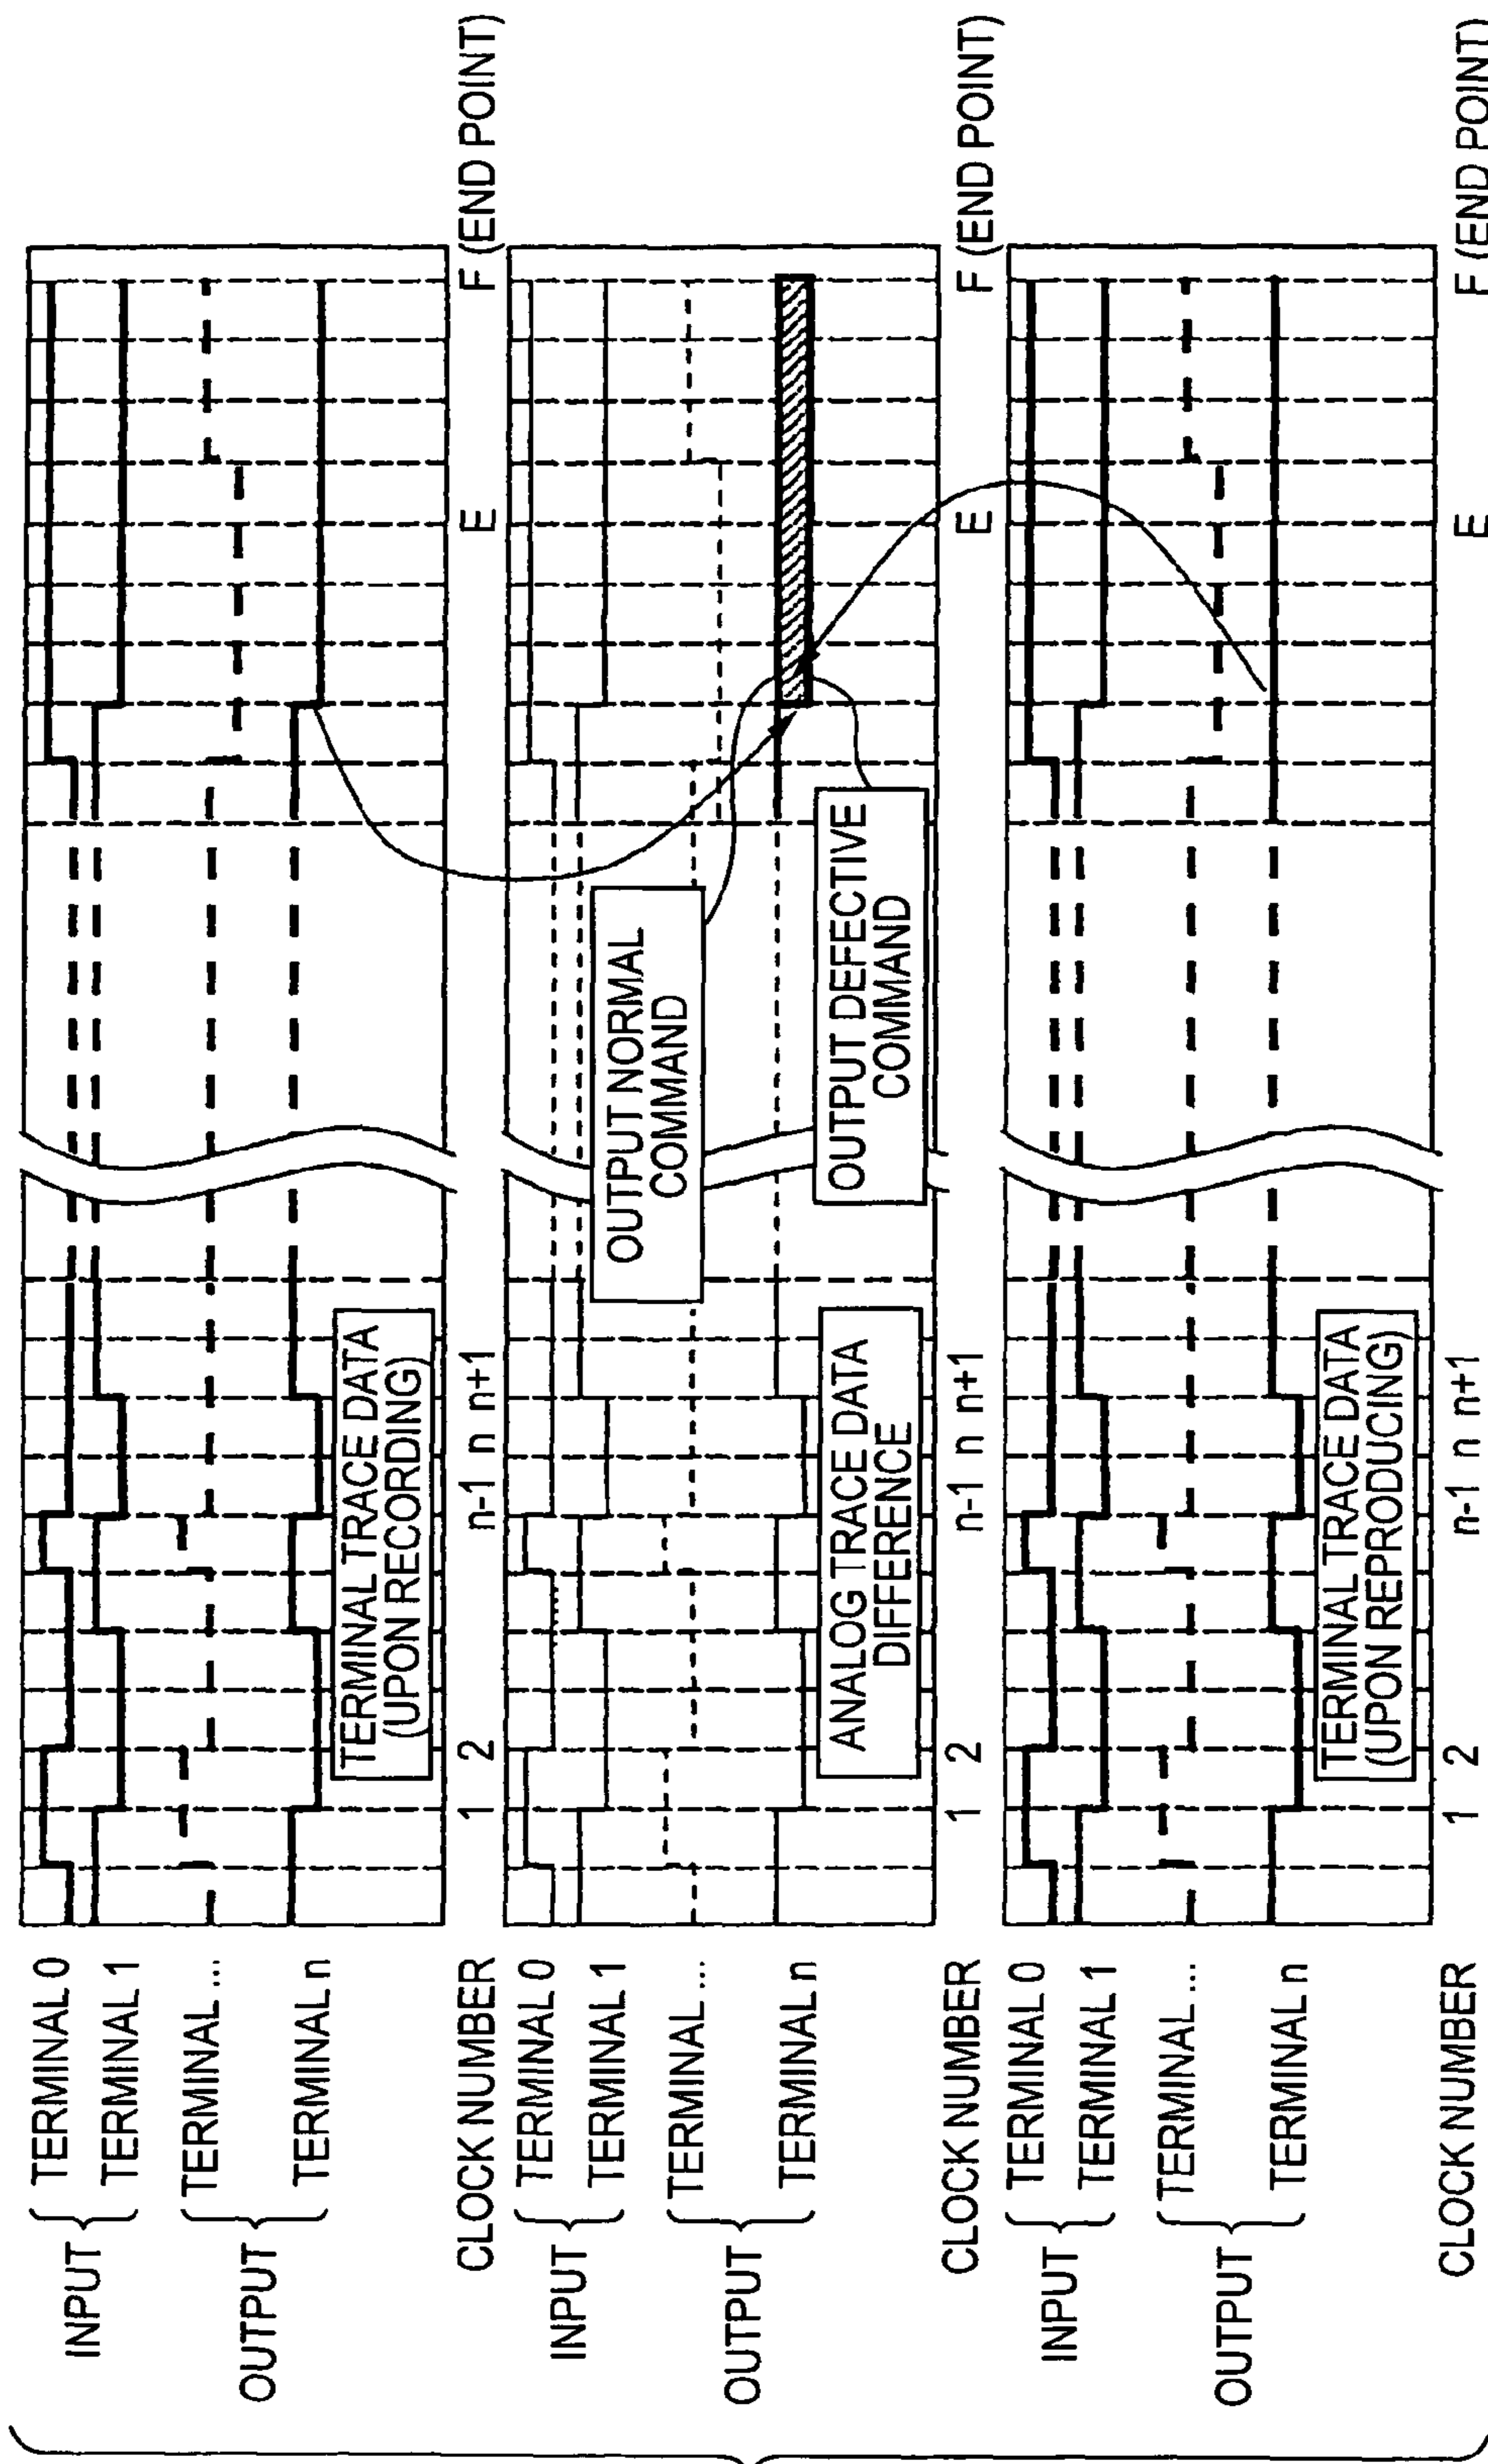 INPUT
TERMINAL 0
TERMINAL 1
OUTPUT
TERMINAL...
TERMINAL n
TERMINAL TRACE DATA
(UPON RECORDING)
CLOCK NUMBER 1 2 n-1 n n+1 E F (END POINT)
INPUT
TERMINAL 0
TERMINAL 1
OUTPUT
TERMINAL...
TERMINAL n
OUTPUT NORMAL
COMMAND
OUTPUT DEFECTIVE
COMMAND
ANALOG TRACE DATA
DIFFERENCE
CLOCK NUMBER 1 2 n-1 n n+1 E F (END POINT)
INPUT
TERMINAL 0
TERMINAL 1
OUTPUT
TERMINAL...
TERMINAL n
TERMINAL TRACE DATA
(UPON REPRODUCING)
CLOCK NUMBER 1 2 n-1 n n+1 E F (END POINT)